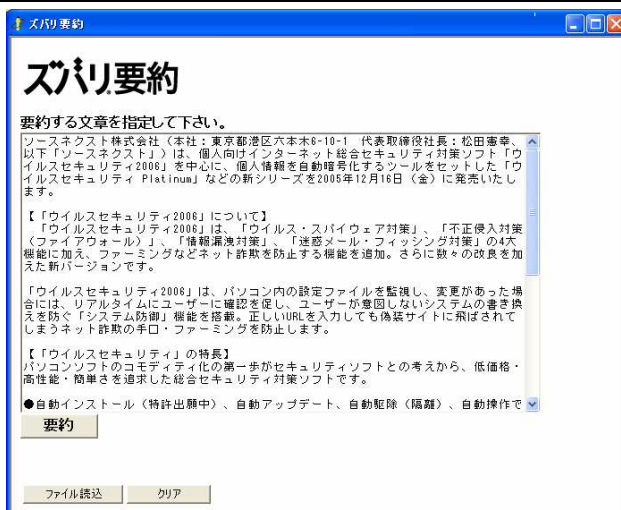 ズバリ要約
ズバリ要約
要約する文章を指定して下さい。
ソースネクスト株式会社（本社：東京都港区六本木6-10-1　代表取締役社長：松田憲幸、
以下「ソースネクスト」）は、個人向けインターネット総合セキュリティ対策ソフト「ウ
イルスセキュリティ2006」を中心に、個人情報を自動暗号化するツールをセットした「ウ
イルスセキュリティ Platinum」などの新シリーズを2005年12月16日（金）に発売いたし
ます。
【「ウイルスセキュリティ2006」について】
「ウイルスセキュリティ2006」は、「ウイルス・スパイウェア対策」、「不正侵入対策
（ファイアウォール）」、「情報漏洩対策」、「迷惑メール・フィッシング対策」の4大
機能に加え、ファーミングなどネット詐欺を防止する機能を追加。さらに数々の改良を加
えた新バージョンです。
「ウイルスセキュリティ2006」は、パソコン内の設定ファイルを監視し、変更があった場
合には、リアルタイムにユーザーに確認を促し、ユーザーが意図しないシステムの書き換
えを防ぐ「システム防御」機能を搭載。正しいURLを入力しても偽装サイトに飛ばされて
しまうネット詐欺の手口・ファーミングを防止します。
【「ウイルスセキュリティ」の特長】
パソコンソフトのコモディティ化の第一歩がセキュリティソフトとの考えから、低価格・
高性能・簡単さを追求した総合セキュリティ対策ソフトです。
●自動インストール（特許出願中）、自動アップデート、自動駆除（隔離）、自動操作で
要約
ファイル読込　クリア